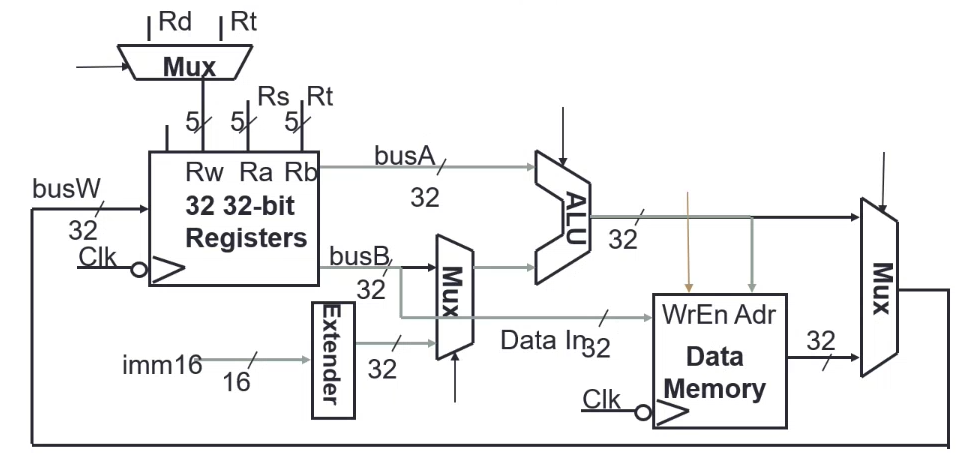 Rd Rt
Mux
Rs Rt
5 5 5
busA
32
Rw Ra Rb
32 32-bit
Registers
busW
32
Clk
busB
32
Mux
ALU
32
Mux
Extender
imm16
16
32
Data In
32
WrEn Adr
Data
Memory
32
Clk